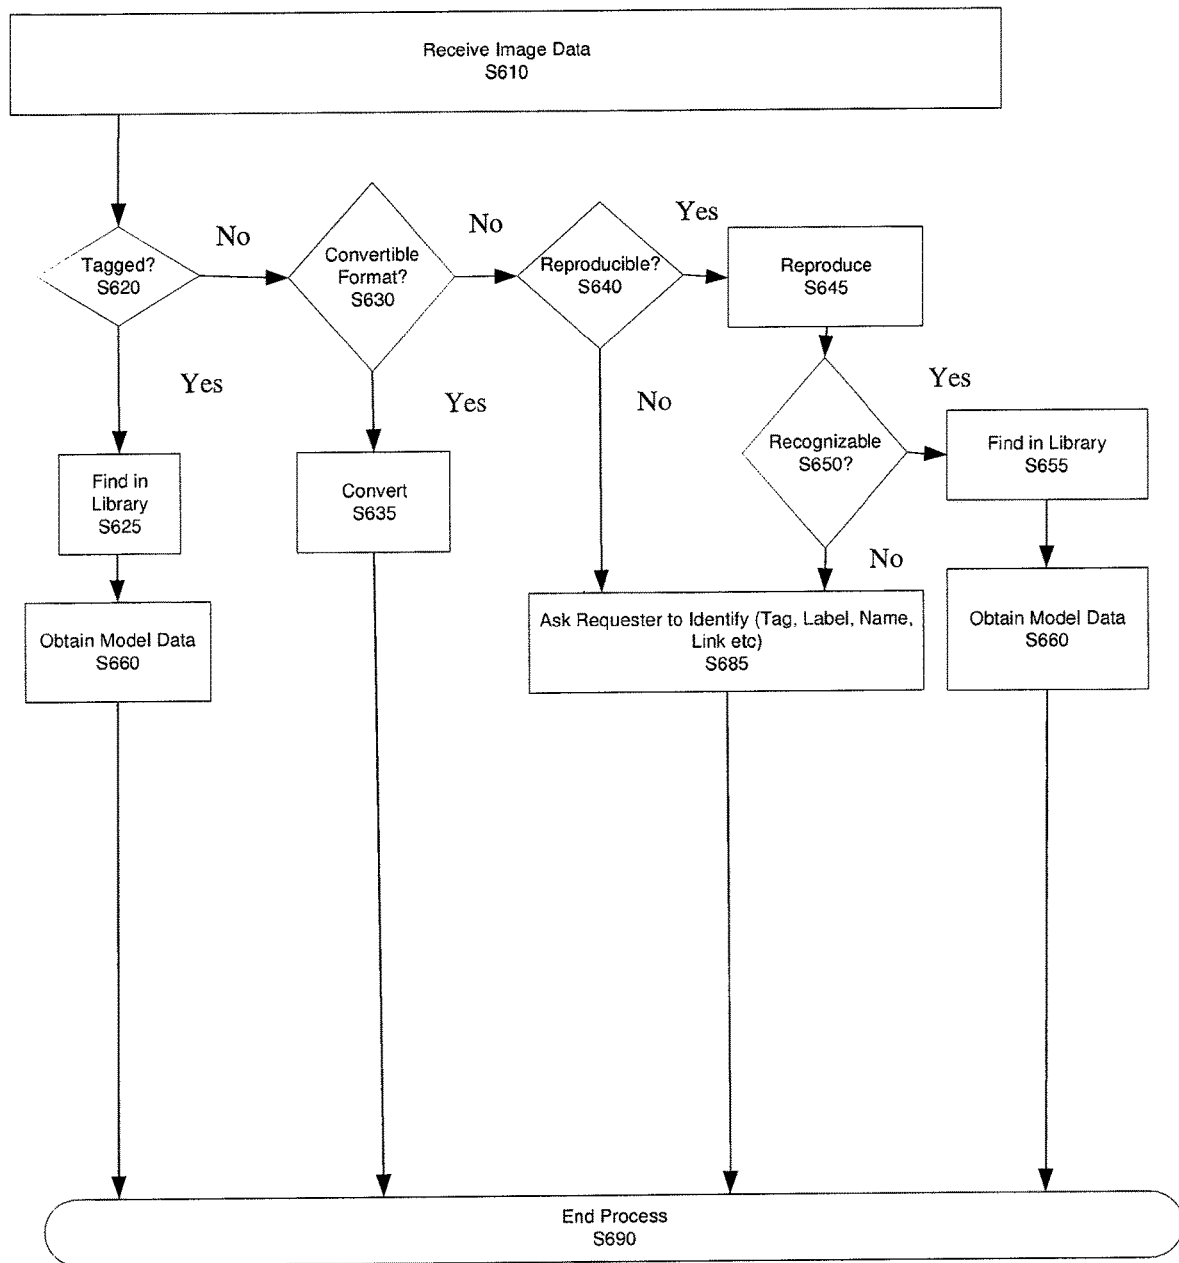 Receive Image Data
S610
Tagged?
S620
No
Convertible
Format?
S630
No
Reproducible?
S640
Yes
Reproduce
S645
Yes
Yes
No
Recognizable
S650?
Yes
Find in Library
S655
Find in
Library
S625
Convert
S635
No
Obtain Model Data
S660
Ask Requester to Identify (Tag, Label, Name,
Link etc)
S685
Obtain Model Data
S660
End Process
S690